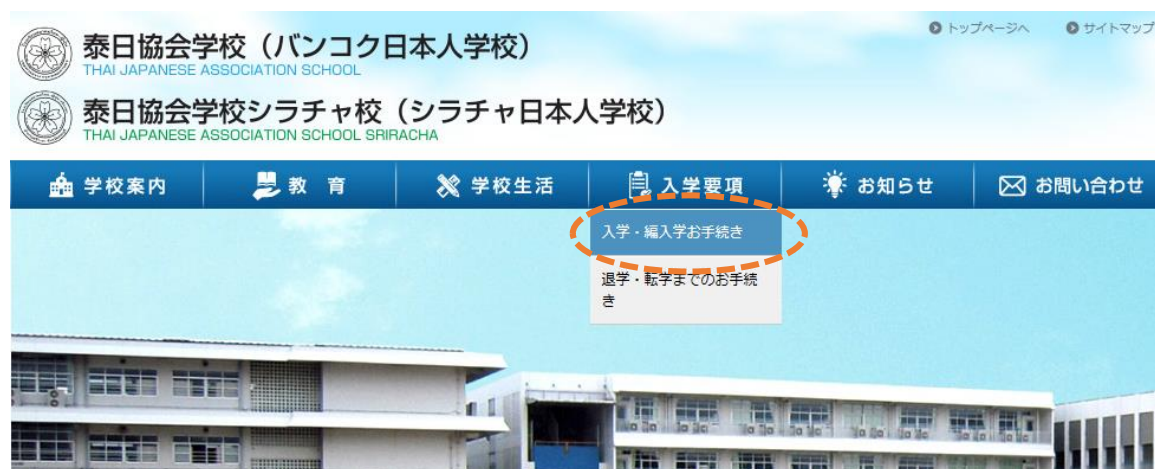 トップページへ サイトマップ
泰日協会学校（バンコク日本人学校）
THAI JAPANESE ASSOCIATION SCHOOL
泰日協会学校シラチャ校（シラチャ日本人学校）
THAI JAPANESE ASSOCIATION SCHOOL SRIRACHA
学校案内 教 育 学校生活 入学要項 お知らせ お問い合わせ
入学・編入学お手続き
退学・転学までのお手続
き